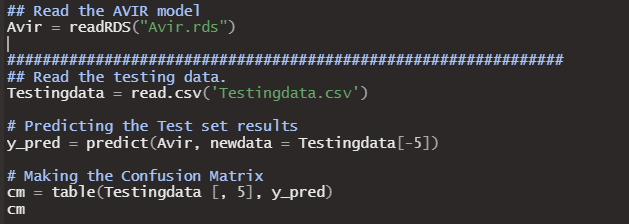 ## Read the AVIR model
Avir = readRDS("Avir.rds")
###############################################################
## Read the testing data.
Testingdata = read.csv('Testingdata.csv')
# Predicting the Test set results
y_pred = predict(Avir, newdata = Testingdata[-5])
# Making the Confusion Matrix
cm = table(Testingdata [, 5], y_pred)
cm